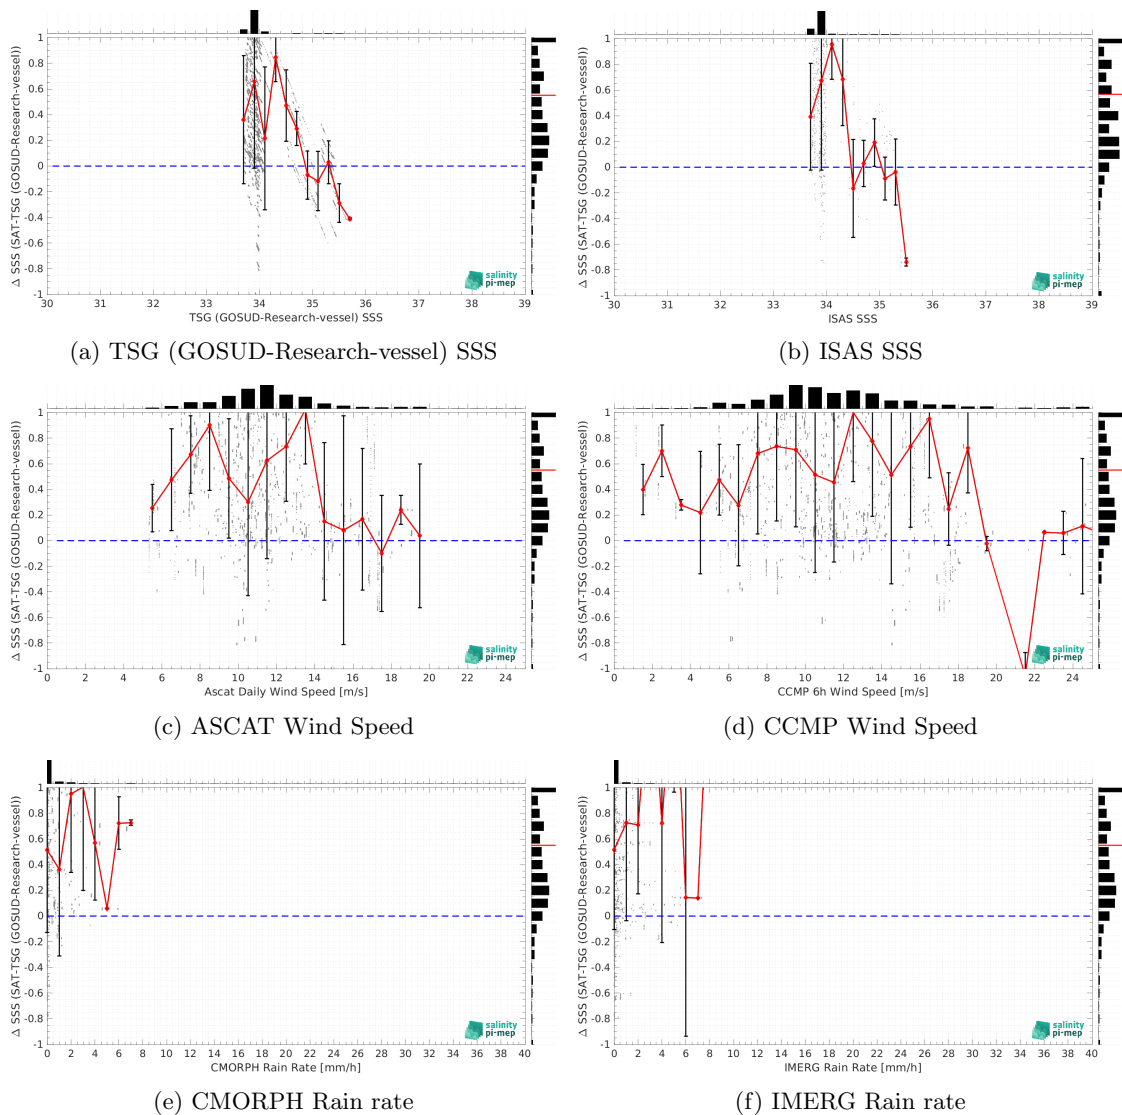 1
0.8
0.6
0.4
0.2
0
-0.2
-0.4
-0.6
-0.8
-1
Δ SSS (SAT-TSG (GOSUD-Research-vessel))
salinity
pi-mep
30 31 32 33 34 35 36 37 38 39
TSG (GOSUD-Research-vessel) SSS
(a) TSG (GOSUD-Research-vessel) SSS
1
0.8
0.6
0.4
0.2
0
-0.2
-0.4
-0.6
-0.8
-1
Δ SSS (SAT-TSG (GOSUD-Research-vessel))
salinity
pi-mep
30 31 32 33 34 35 36 37 38 39
ISAS SSS
(b) ISAS SSS
1
0.8
0.6
0.4
0.2
0
-0.2
-0.4
-0.6
-0.8
-1
Δ SSS (SAT-TSG (GOSUD-Research-vessel))
salinity
pi-mep
0 2 4 6 8 10 12 14 16 18 20 22 24
Ascat Daily Wind Speed [m/s]
(c) ASCAT Wind Speed
1
0.8
0.6
0.4
0.2
0
-0.2
-0.4
-0.6
-0.8
-1
Δ SSS (SAT-TSG (GOSUD-Research-vessel))
salinity
pi-mep
0 2 4 6 8 10 12 14 16 18 20 22 24
CCMP 6h Wind Speed [m/s]
(d) CCMP Wind Speed
1
0.8
0.6
0.4
0.2
0
-0.2
-0.4
-0.6
-0.8
-1
Δ SSS (SAT-TSG (GOSUD-Research-vessel))
salinity
pi-mep
0 2 4 6 8 10 12 14 16 18 20 22 24 26 28 30 32 34 36 38 40
CMORPH Rain Rate [mm/h]
(e) CMORPH Rain rate
1
0.8
0.6
0.4
0.2
0
-0.2
-0.4
-0.6
-0.8
-1
Δ SSS (SAT-TSG (GOSUD-Research-vessel))
salinity
pi-mep
0 2 4 6 8 10 12 14 16 18 20 22 24 26 28 30 32 34 36 38 40
IMERG Rain Rate [mm/h]
(f) IMERG Rain rate